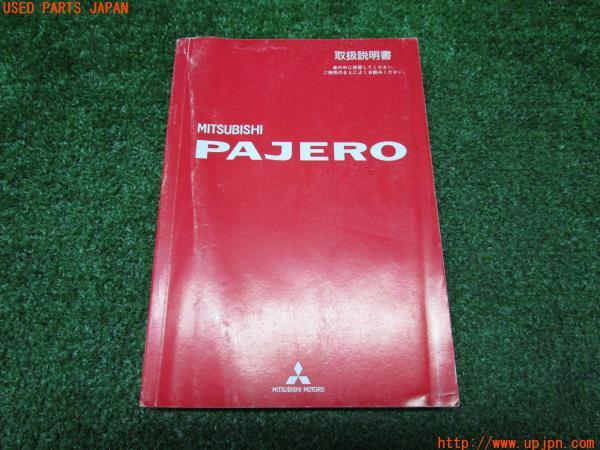 USED PARTS JAPAN
取扱説明書
車の中に保管してください。
ご使用のまえによくお読みください。
MITSUBISHI
PAJERO
MITSUBISHI MOTORS
http://www.upjpn.com/